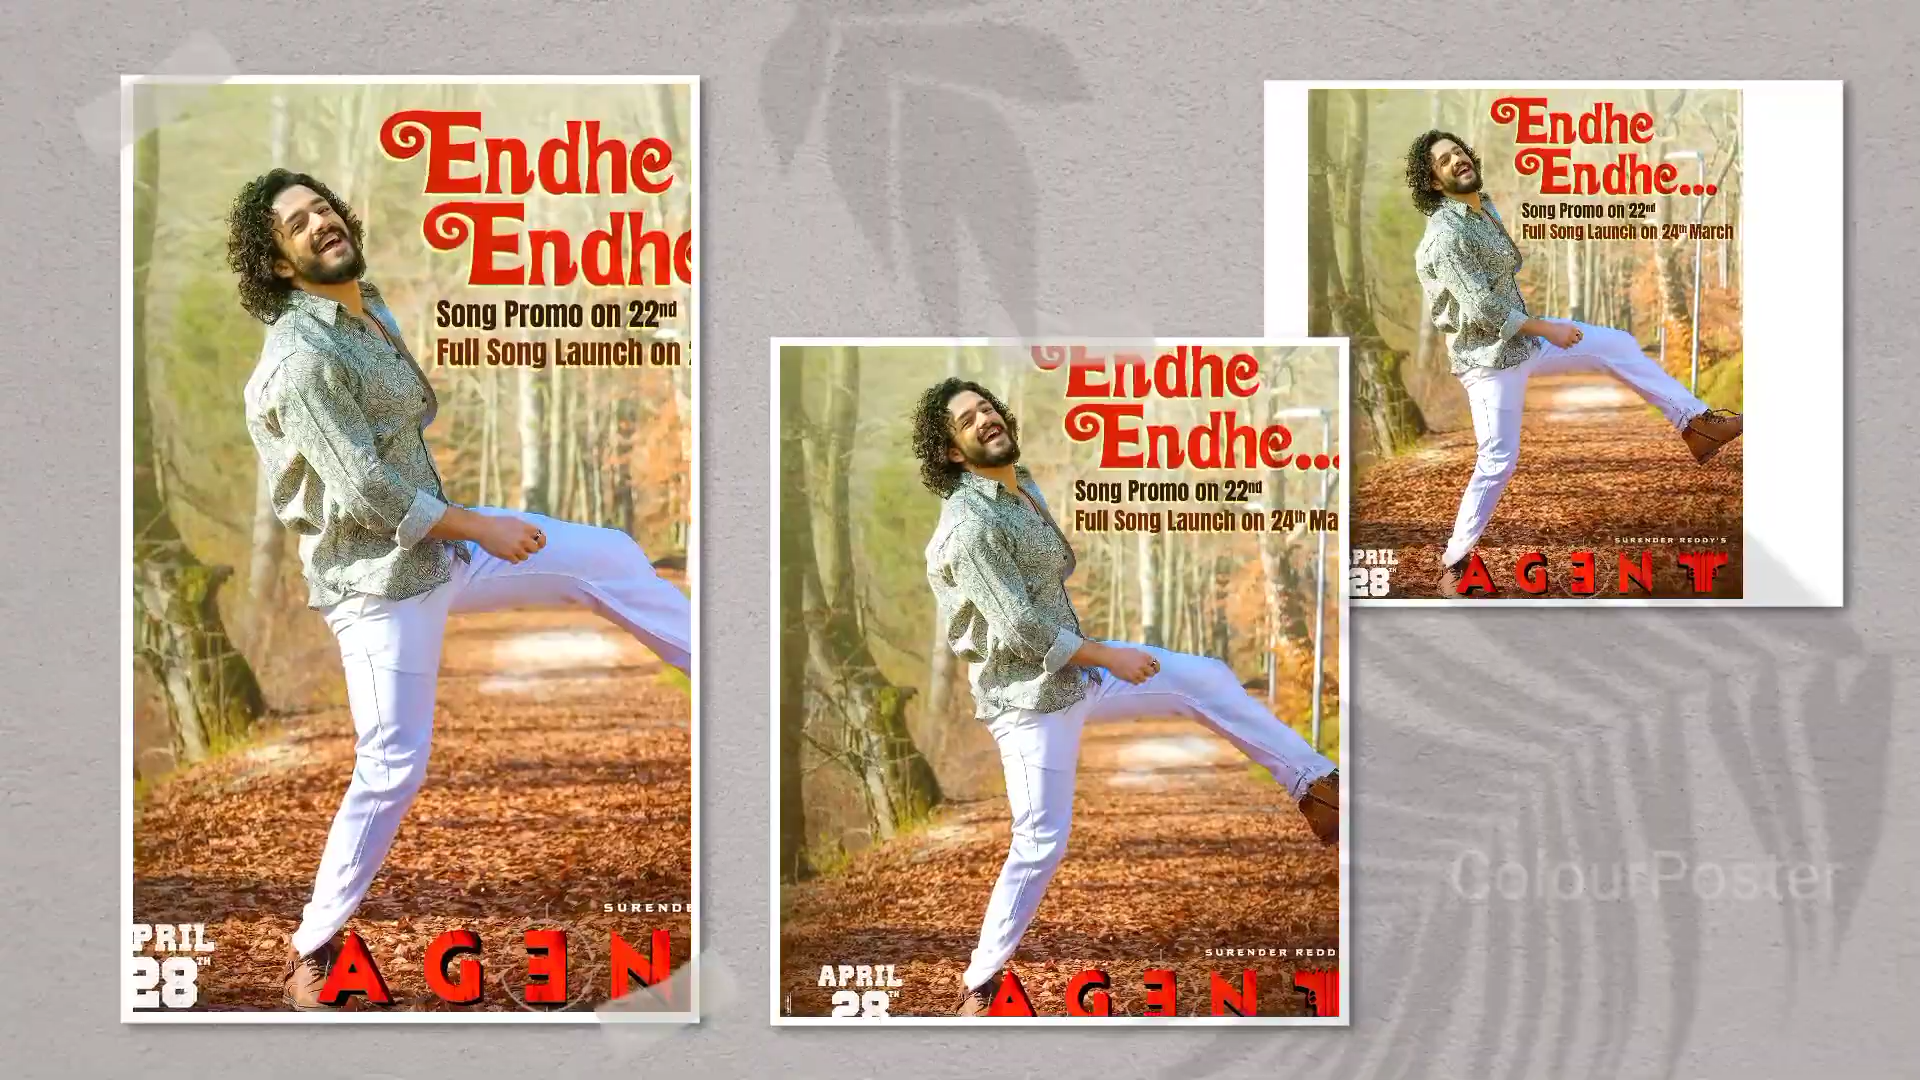 Endhe
Endhe
Song Promo on 22nd
Full Song Launch on
SURENDE
PRIL
28TH
AGEN
Endhe
Endhe...
Song Promo on 22nd
Full Song Launch on 24th Ma
SURENDER REDD
APRIL
28TH
AGENT
Endhe
Endhe...
Song Promo on 22nd
Full Song Launch on 24th March
SURENDER REDDY'S
PRIL
28TH
AGENT
ColourPoster